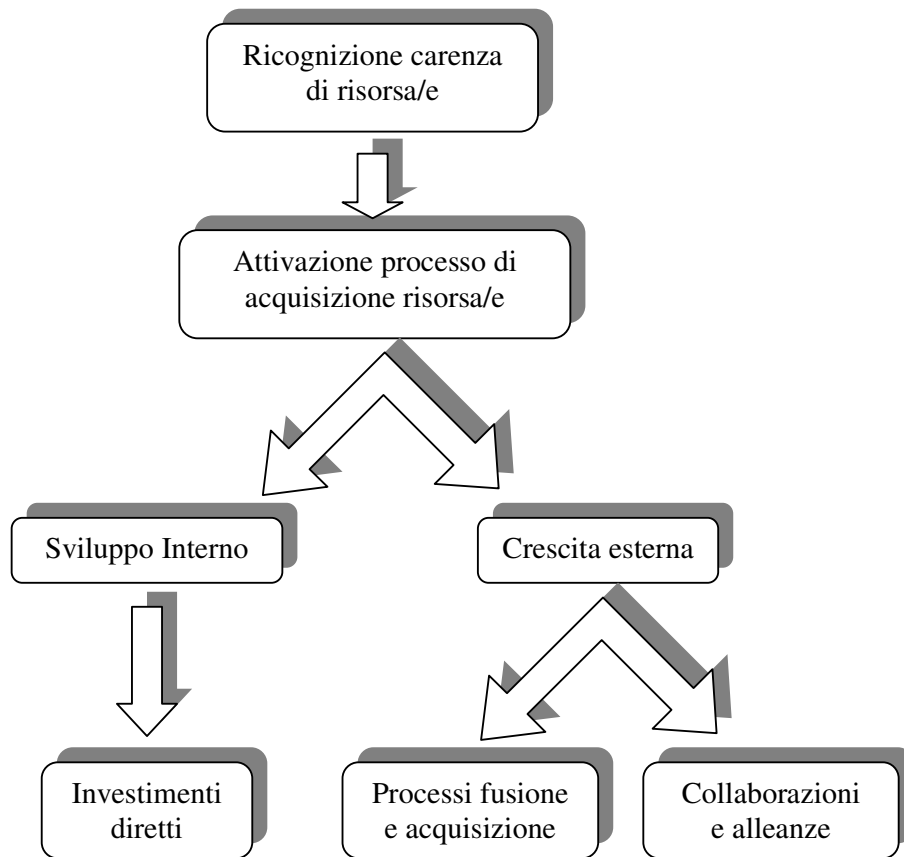 Ricognizione carenza
di risorsa/e
Attivazione processo di
acquisizione risorsa/e
Sviluppo Interno
Crescita esterna
Investimenti
diretti
Processi fusione
e acquisizione
Collaborazioni
e alleanze